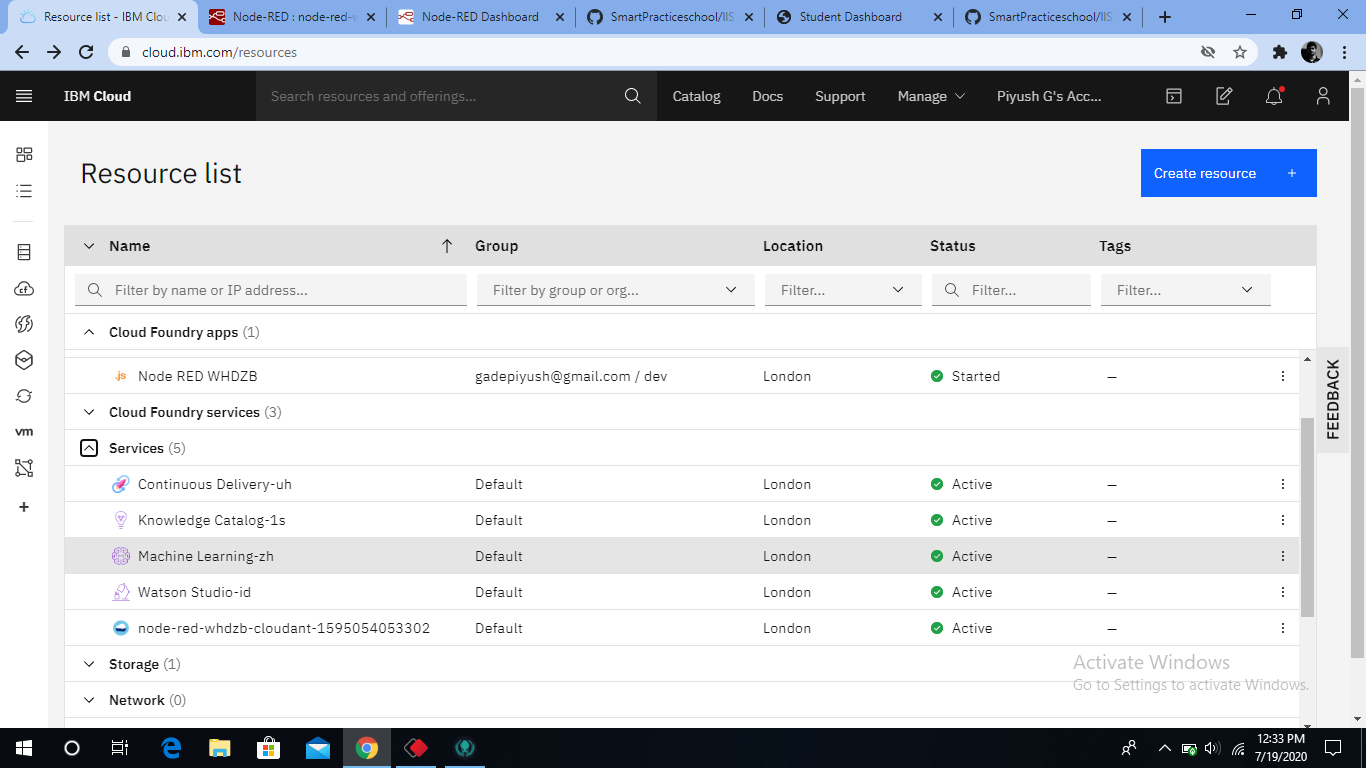 Resource list - IBM Clou
Node-RED : node-red-w
Node-RED Dashboard
SmartPracticeschool/IIS
Student Dashboard
SmartPracticeschool/IIS
cloud.ibm.com/resources
IBM Cloud
Search resources and offerings...
Catalog
Docs
Support
Manage
Piyush G's Acc...
Resource list
Create resource +
Name Group Location Status Tags
Filter by name or IP address... Filter by group or org... Filter... Filter... Filter...
Cloud Foundry apps (1)
.js Node RED WHDZB gadepiyush@gmail.com / dev London Started –
Cloud Foundry services (3)
Services (5)
Continuous Delivery-uh Default London Active –
Knowledge Catalog-1s Default London Active –
Machine Learning-zh Default London Active –
Watson Studio-id Default London Active –
node-red-whdzb-cloudant-1595054053302 Default London Active –
Storage (1)
Network (0)
cf
vm
FEEDBACK
Activate Windows
Go to Settings to activate Windows.
12:33 PM
7/19/2020